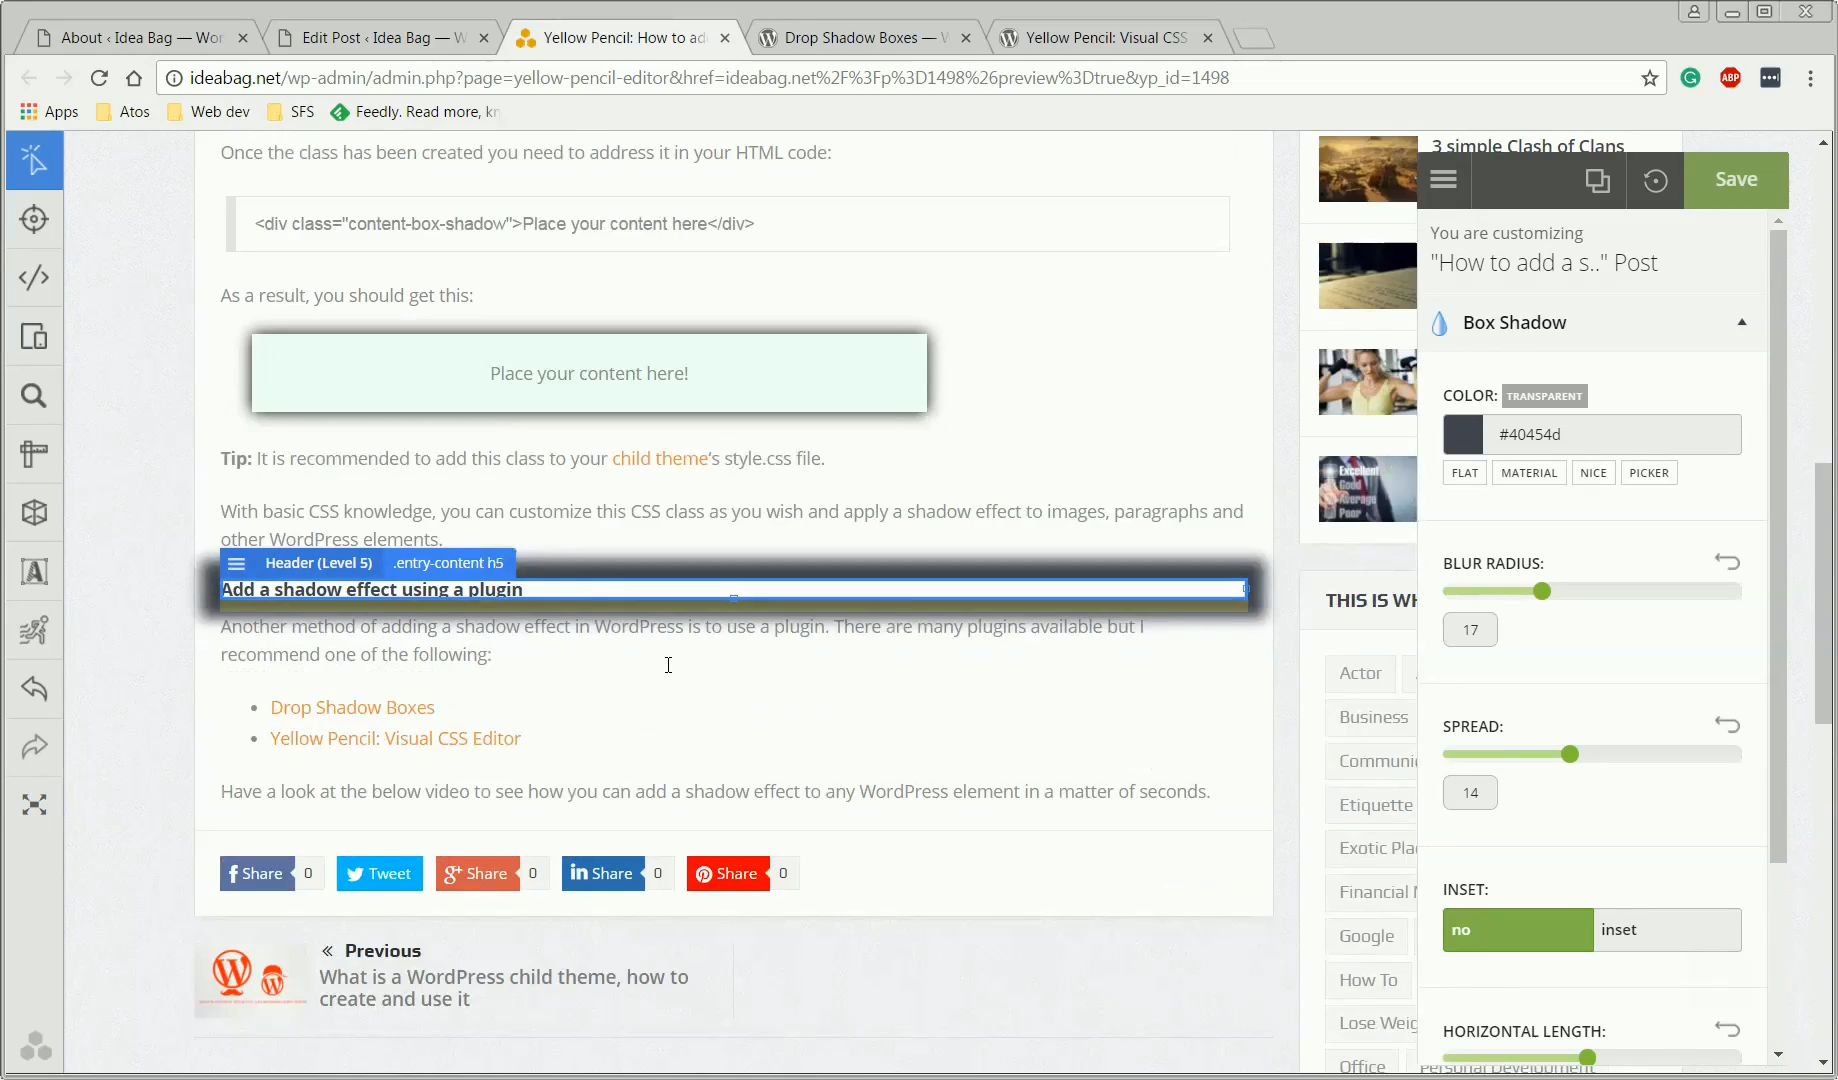 About ‹ Idea Bag — Wor
Edit Post ‹ Idea Bag — W
Yellow Pencil: How to ad
Drop Shadow Boxes — W
Yellow Pencil: Visual CSS
ideabag.net/wp-admin/admin.php?page=yellow-pencil-editor&href=ideabag.net%2F%3Fp%3D1498%26preview%3Dtrue&yp_id=1498
ABP
Apps
Atos
Web dev
SFS
Feedly. Read more, kn
Once the class has been created you need to address it in your HTML code:
<div class="content-box-shadow">Place your content here</div>
As a result, you should get this:
Place your content here!
Tip: It is recommended to add this class to your child theme's style.css file.
With basic CSS knowledge, you can customize this CSS class as you wish and apply a shadow effect to images, paragraphs and
other WordPress elements.
Header (Level 5) .entry-content h5
Add a shadow effect using a plugin
Another method of adding a shadow effect in WordPress is to use a plugin. There are many plugins available but I
recommend one of the following:
Drop Shadow Boxes
Yellow Pencil: Visual CSS Editor
Have a look at the below video to see how you can add a shadow effect to any WordPress element in a matter of seconds.
Share 0
Tweet
Share 0
Share 0
Share 0
« Previous
What is a WordPress child theme, how to
create and use it
3 simple Clash of Clans
Excellent
Good
Average
Poor
THIS IS WH
Actor
Business
Communi
Etiquette
Exotic Pla
Financial
Google
How To
Lose Weig
Office
Personal Development
Save
You are customizing
"How to add a s.." Post
Box Shadow
COLOR: TRANSPARENT
#40454d
FLAT
MATERIAL
NICE
PICKER
BLUR RADIUS:
17
SPREAD:
14
INSET:
no
inset
HORIZONTAL LENGTH: